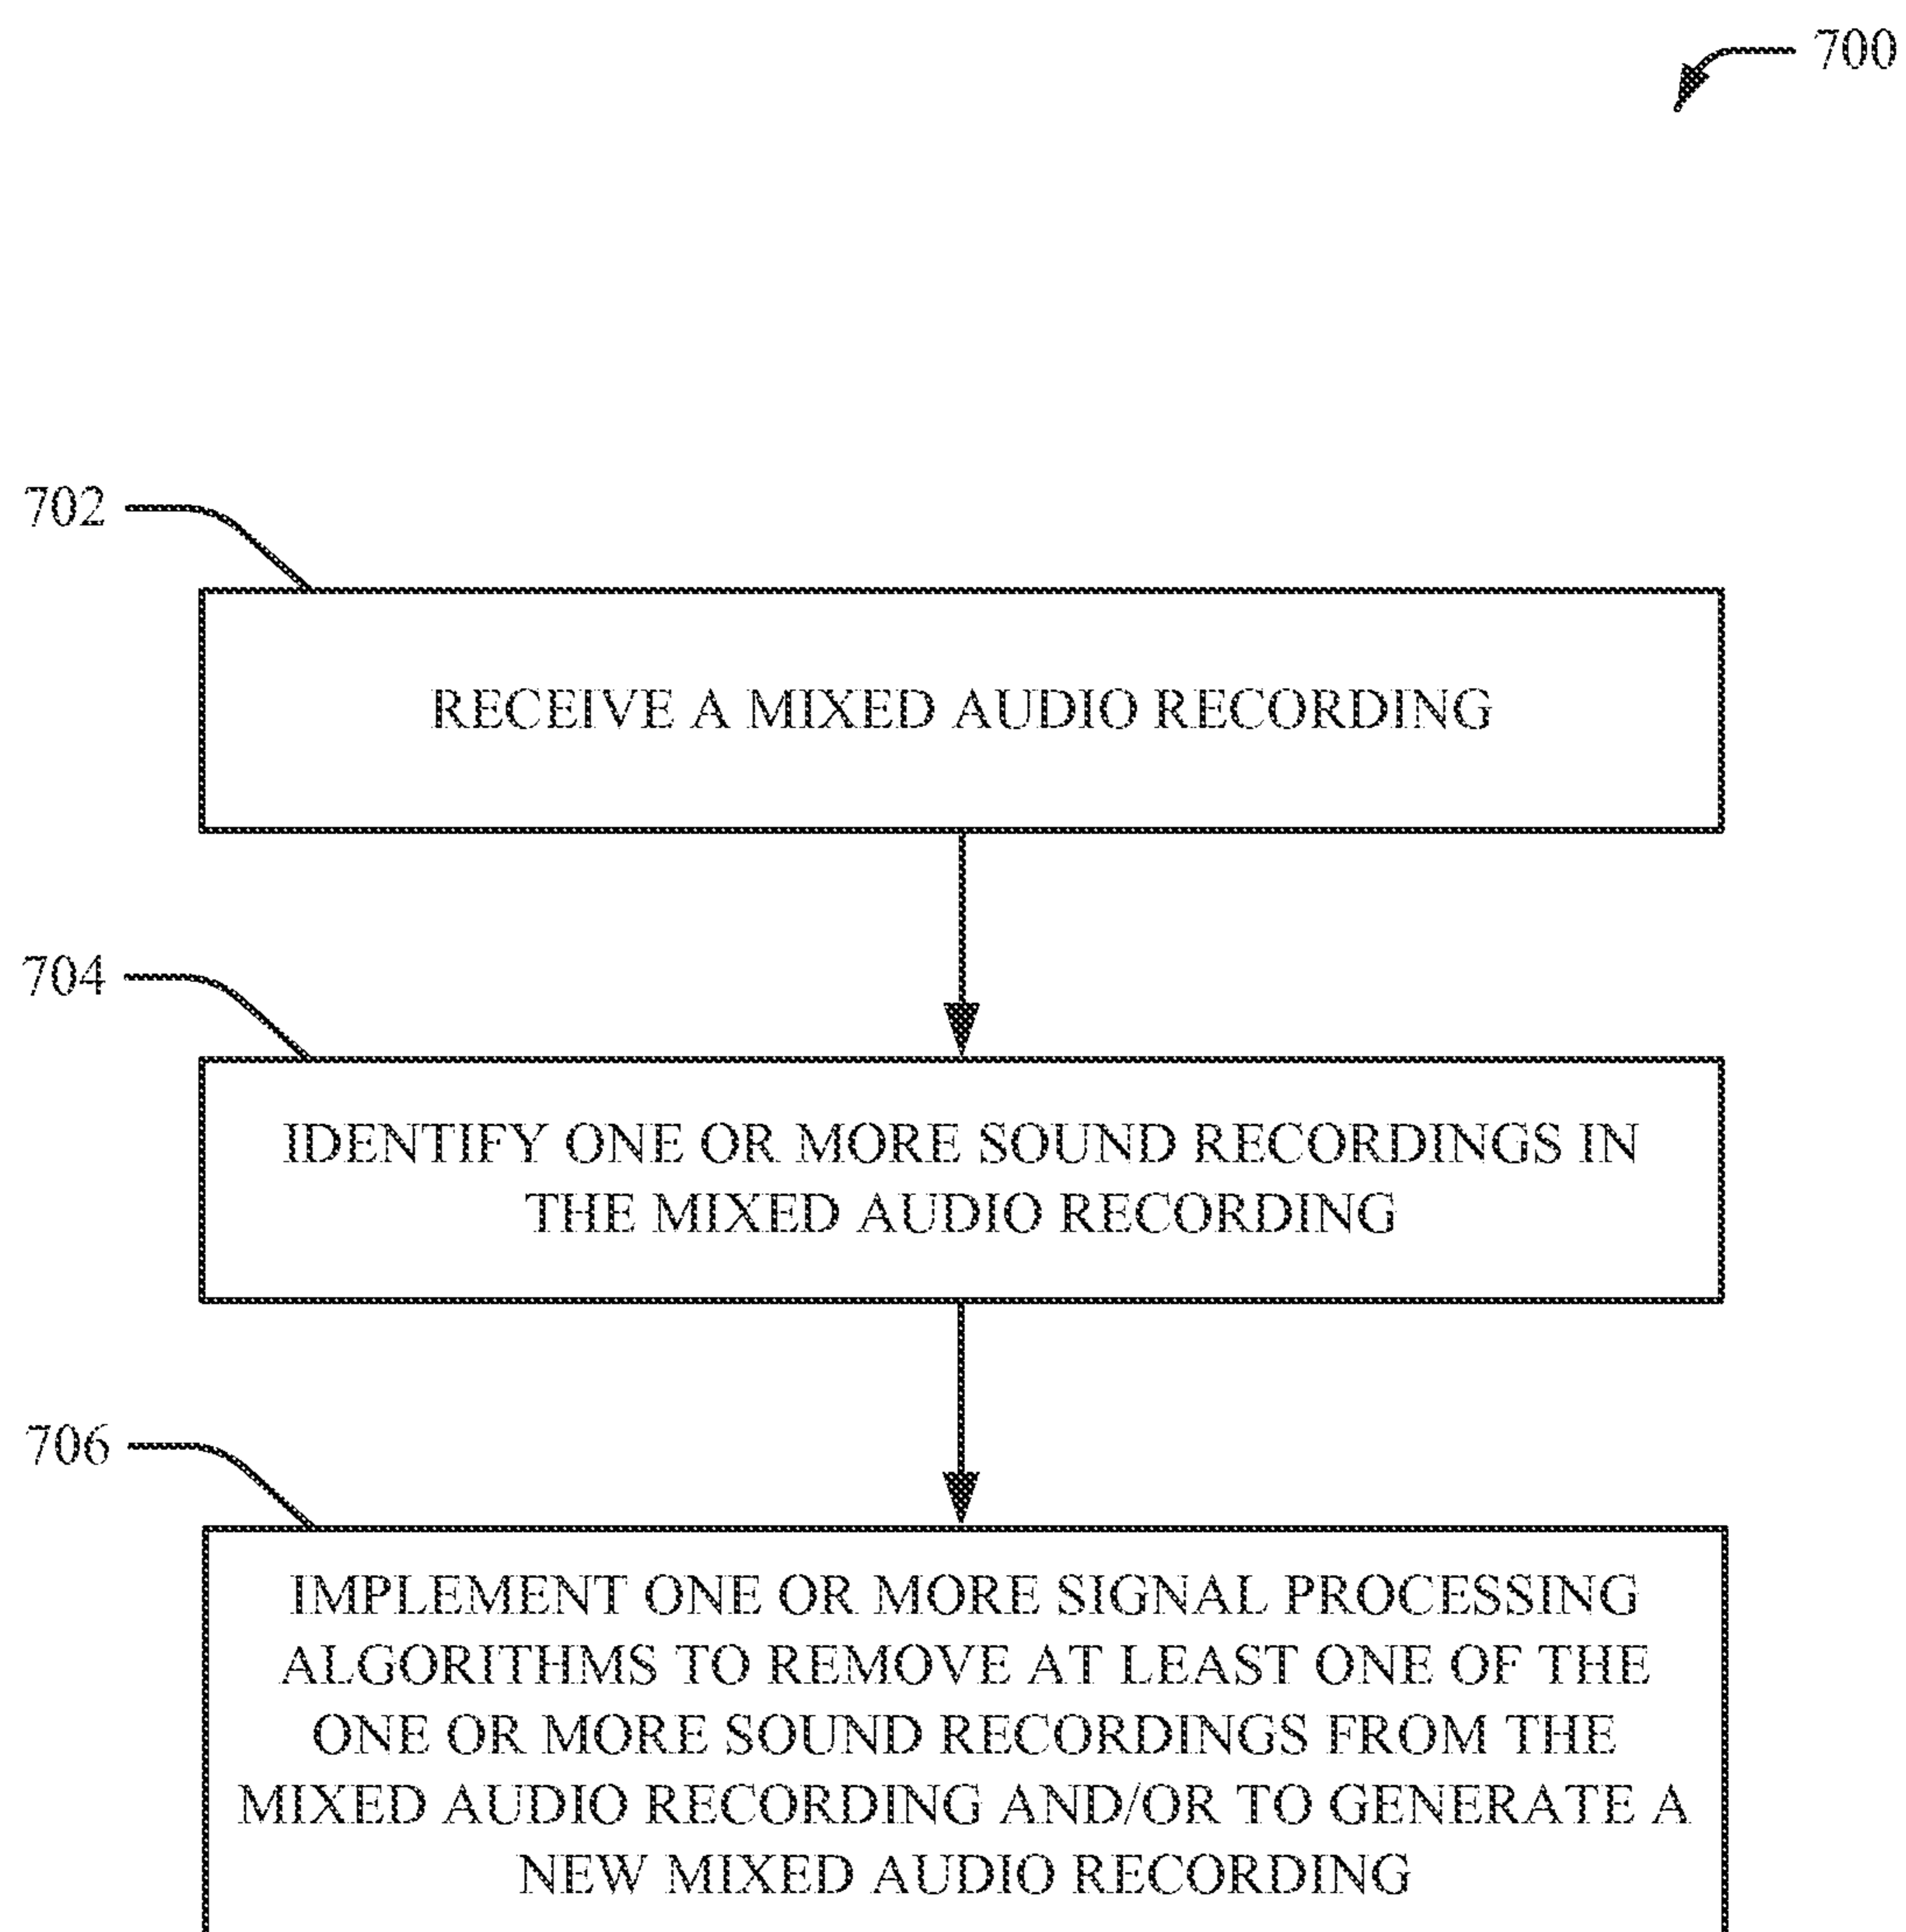 700
702
RECEIVE A MIXED AUDIO RECORDING
704
IDENTIFY ONE OR MORE SOUND RECORDINGS IN
THE MIXED AUDIO RECORDING
706
IMPLEMENT ONE OR MORE SIGNAL PROCESSING
ALGORITHMS TO REMOVE AT LEAST ONE OF THE
ONE OR MORE SOUND RECORDINGS FROM THE
MIXED AUDIO RECORDING AND/OR TO GENERATE A
NEW MIXED AUDIO RECORDING